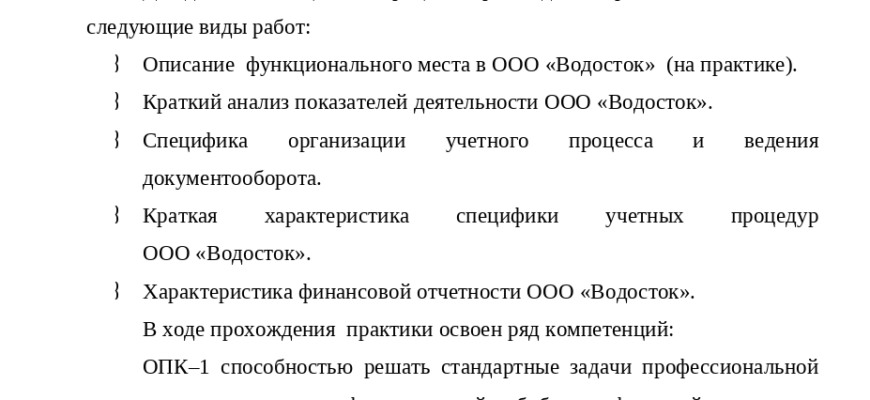 следующие виды работ:
⌇ Описание функционального места в ООО «Водосток» (на практике).
⌇ Краткий анализ показателей деятельности ООО «Водосток».
⌇ Специфика организации учетного процесса и ведения
документооборота.
⌇ Краткая характеристика специфики учетных процедур
ООО «Водосток».
⌇ Характеристика финансовой отчетности ООО «Водосток».
В ходе прохождения практики освоен ряд компетенций:
ОПК–1 способностью решать стандартные задачи профессиональной